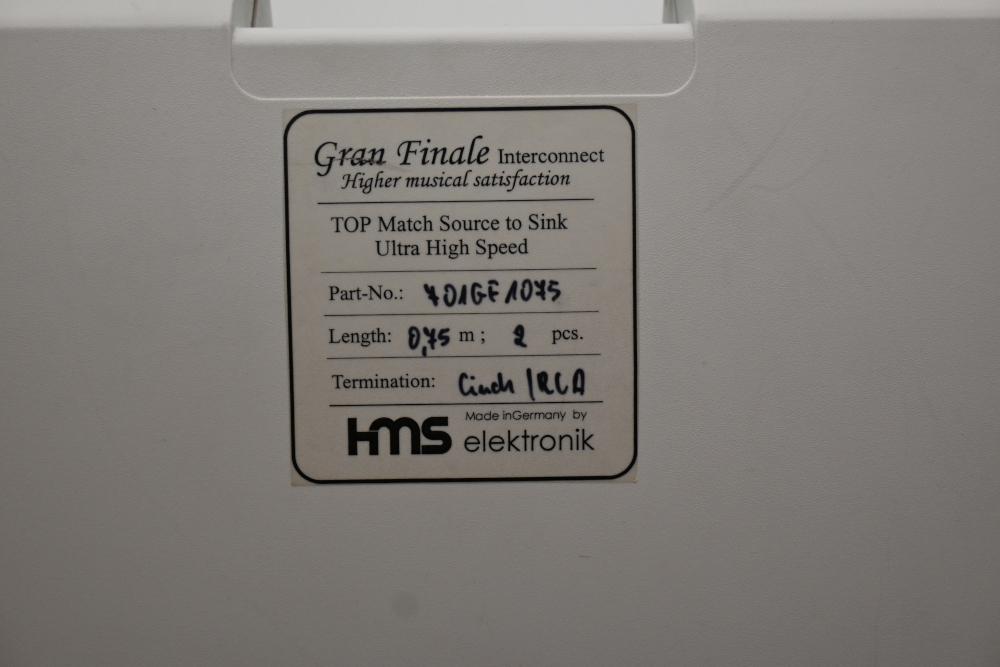 Gran Finale Interconnect
Higher musical satisfaction
TOP Match Source to Sink
Ultra High Speed
Part-No.: 701GF1075
Length: 0,75 m ; 2 pcs.
Termination: Cinch / RCA
HMS Made inGermany by
elektronik